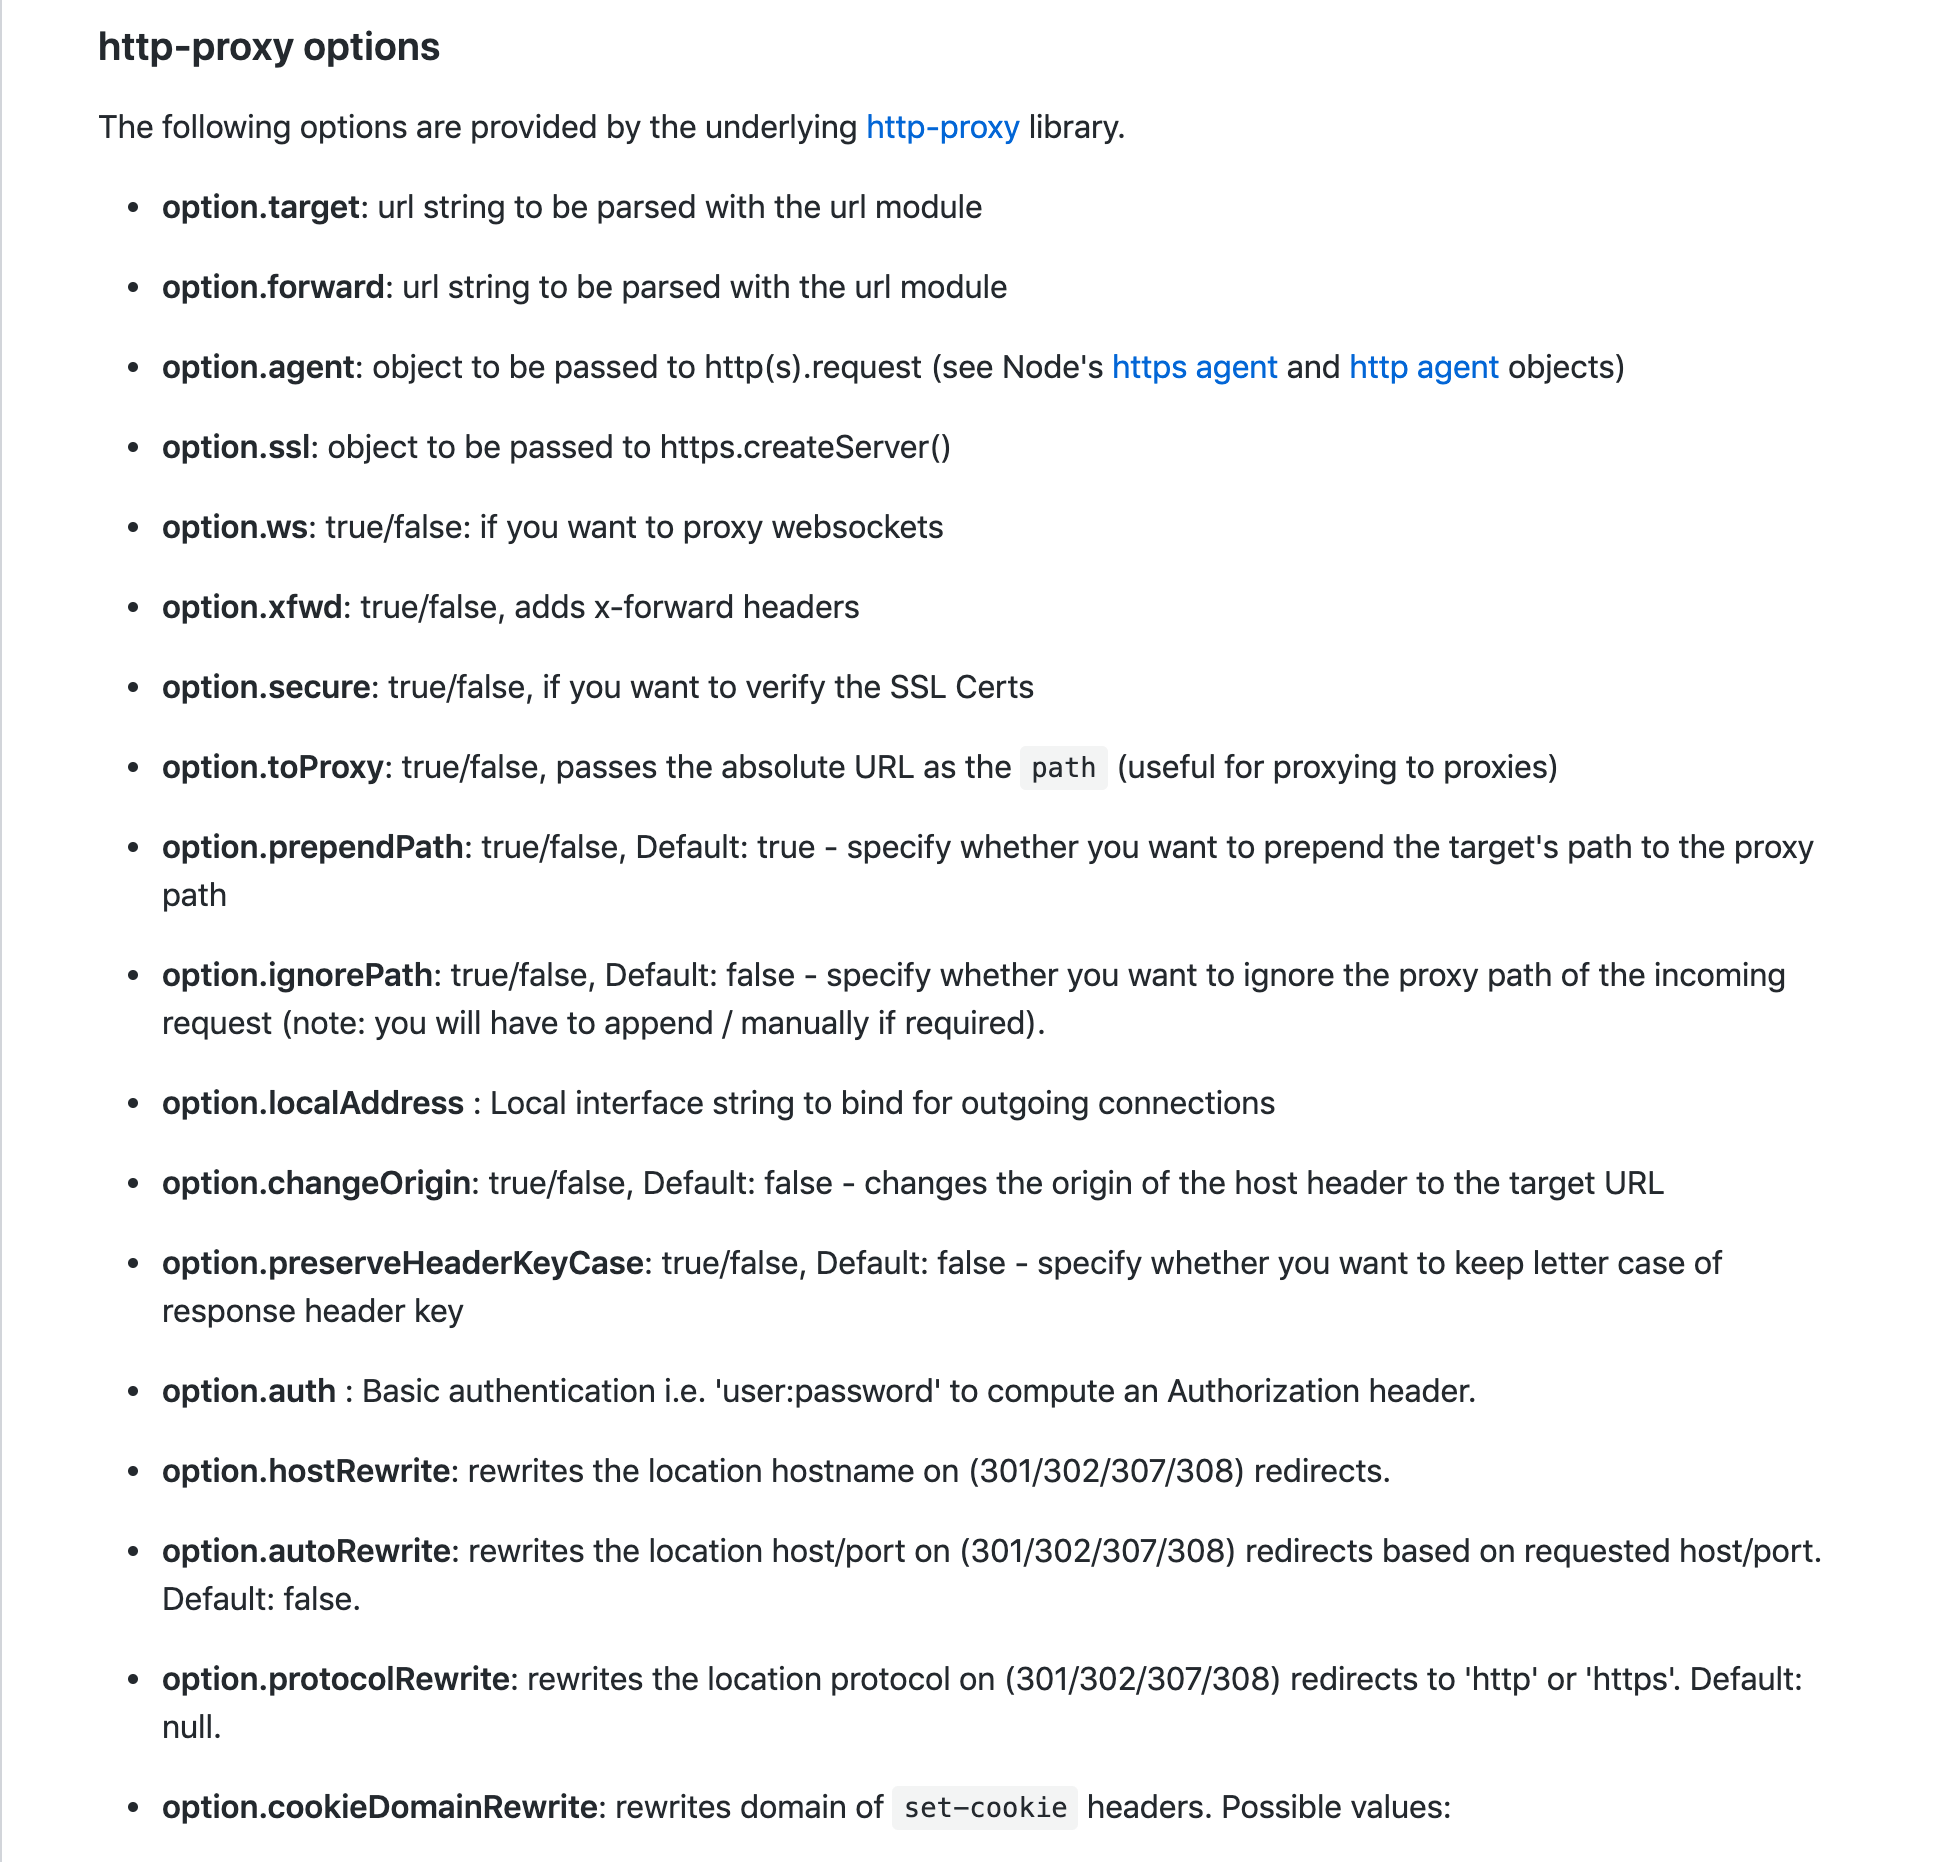 http-proxy options
The following options are provided by the underlying http-proxy library.
• option.target: url string to be parsed with the url module
• option.forward: url string to be parsed with the url module
• option.agent: object to be passed to http(s).request (see Node's https agent and http agent objects)
• option.ssl: object to be passed to https.createServer()
• option.ws: true/false: if you want to proxy websockets
• option.xfwd: true/false, adds x-forward headers
• option.secure: true/false, if you want to verify the SSL Certs
• option.toProxy: true/false, passes the absolute URL as the path (useful for proxying to proxies)
• option.prependPath: true/false, Default: true - specify whether you want to prepend the target's path to the proxy
path
• option.ignorePath: true/false, Default: false - specify whether you want to ignore the proxy path of the incoming
request (note: you will have to append / manually if required).
• option.localAddress : Local interface string to bind for outgoing connections
• option.changeOrigin: true/false, Default: false - changes the origin of the host header to the target URL
• option.preserveHeaderKeyCase: true/false, Default: false - specify whether you want to keep letter case of
response header key
• option.auth : Basic authentication i.e. 'user:password' to compute an Authorization header.
• option.hostRewrite: rewrites the location hostname on (301/302/307/308) redirects.
• option.autoRewrite: rewrites the location host/port on (301/302/307/308) redirects based on requested host/port.
Default: false.
• option.protocolRewrite: rewrites the location protocol on (301/302/307/308) redirects to 'http' or 'https'. Default:
null.
• option.cookieDomainRewrite: rewrites domain of set-cookie headers. Possible values: